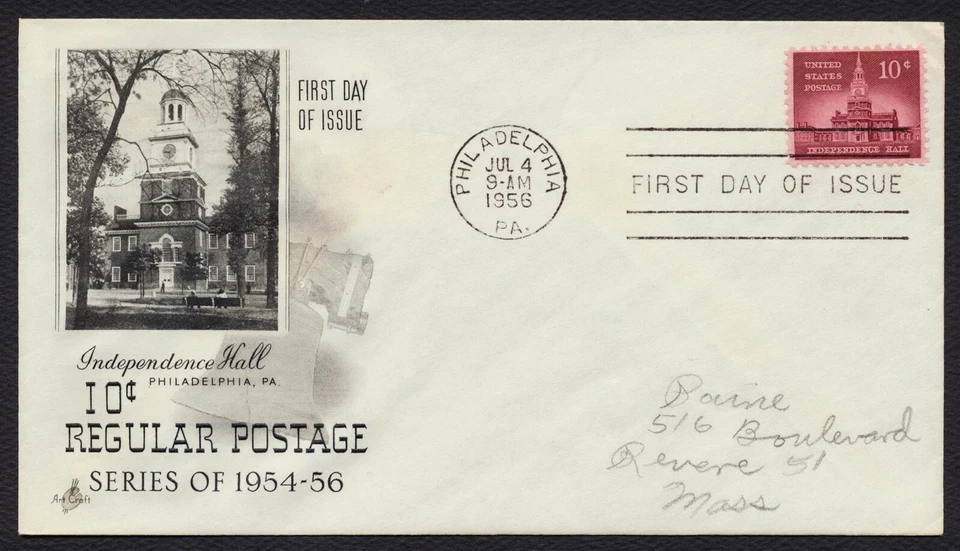 FIRST DAY
OF ISSUE
Independence Hall
PHILADELPHIA, PA.
10¢
REGULAR POSTAGE
SERIES OF 1954-56
Art Craft
PHILADELPHIA
JUL 4
9-AM
1956
PA.
UNITED
STATES
POSTAGE
10¢
INDEPENDENCE HALL
FIRST DAY OF ISSUE
Paine
516 Boulevard
Revere 51
Mass